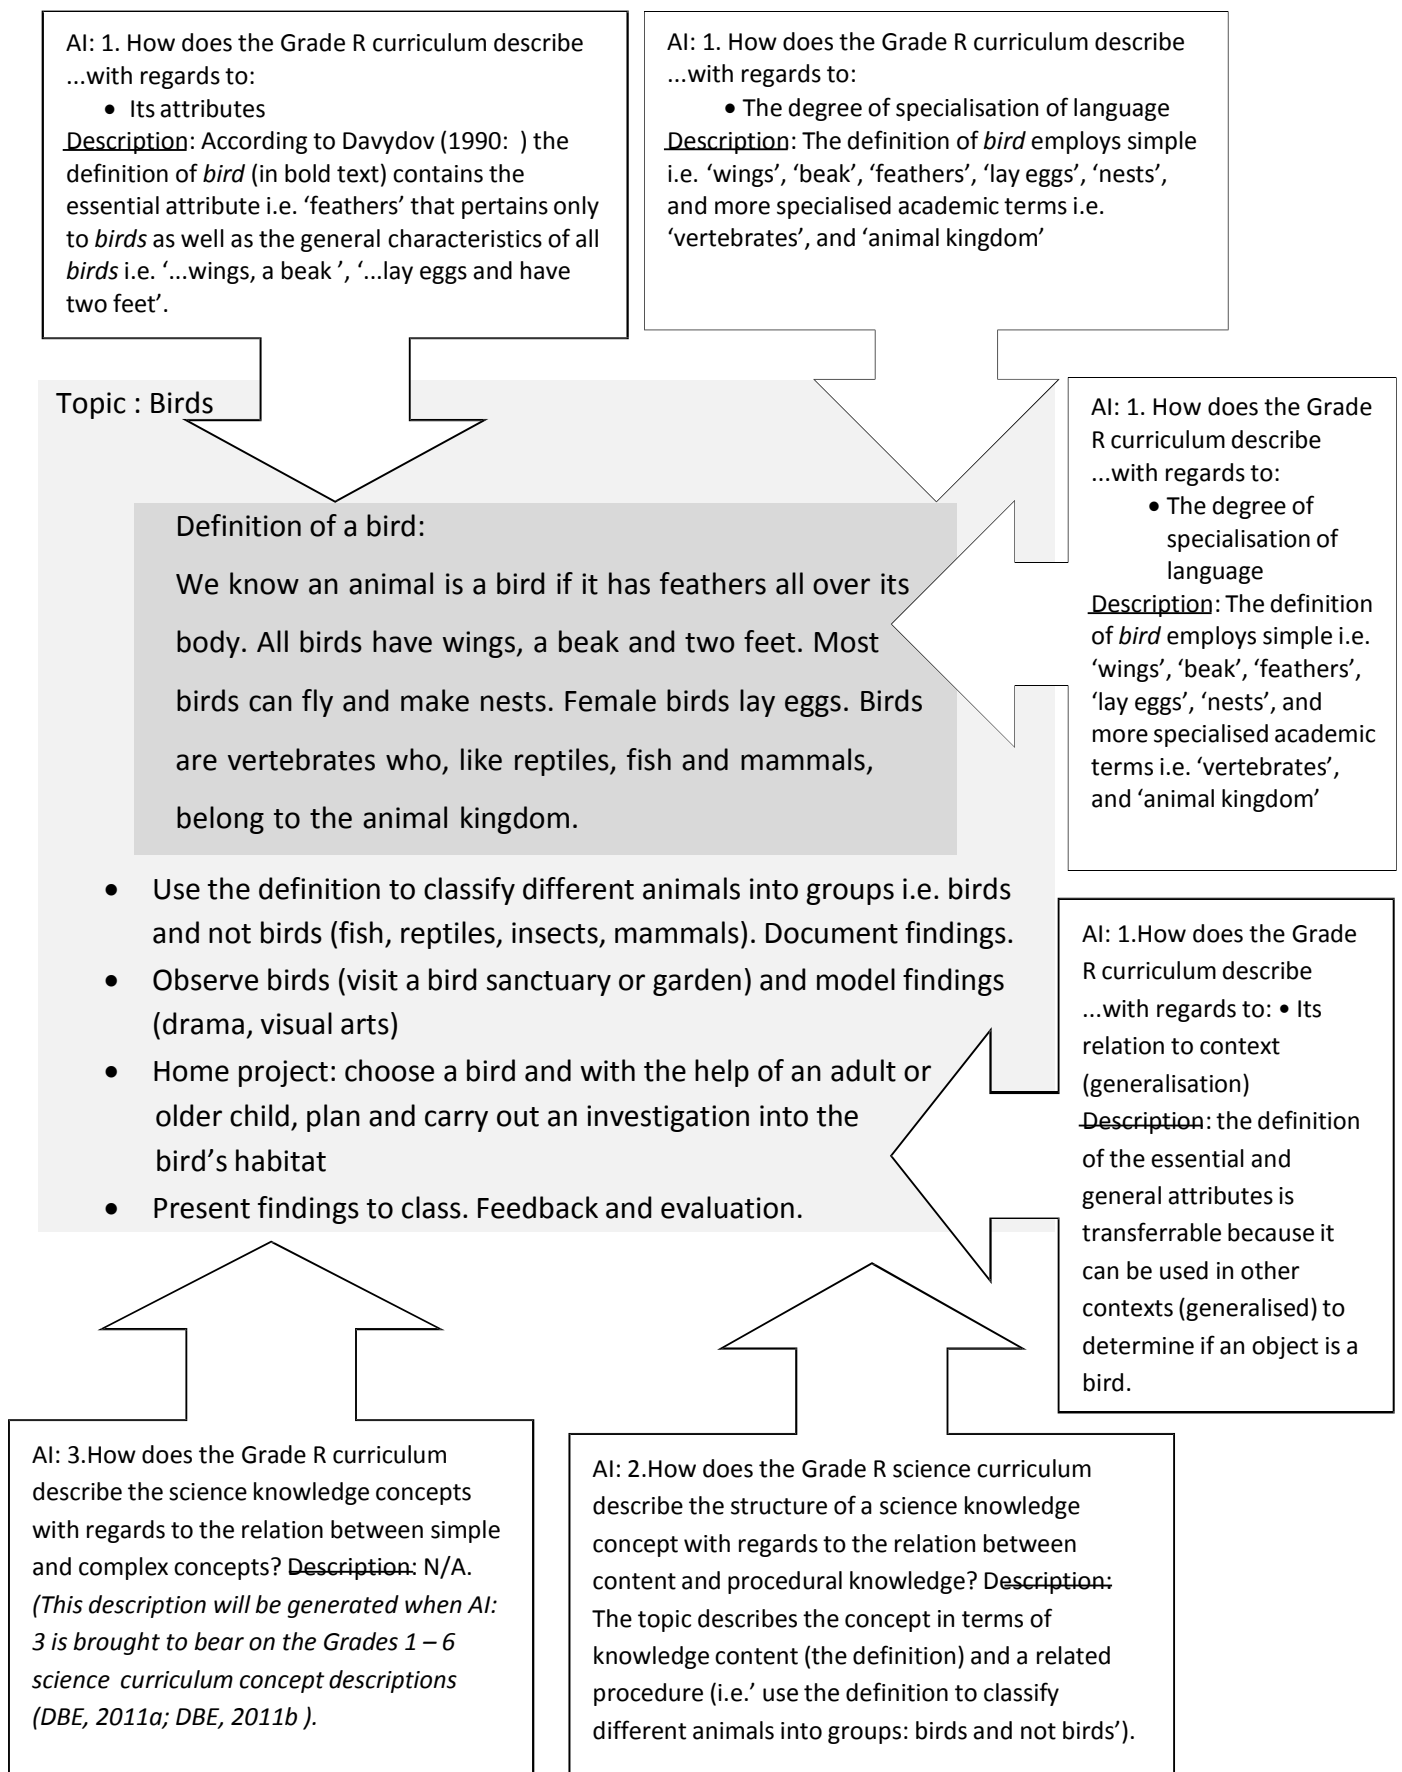 AI: 1. How does the Grade R curriculum describe
...with regards to:
• Its attributes
Description: According to Davydov (1990: ) the
definition of bird (in bold text) contains the
essential attribute i.e. ‘feathers’ that pertains only
to birds as well as the general characteristics of all
birds i.e. ‘...wings, a beak ’, ‘...lay eggs and have
two feet’.
AI: 1. How does the Grade R curriculum describe
...with regards to:
• The degree of specialisation of language
Description: The definition of bird employs simple
i.e. ‘wings’, ‘beak’, ‘feathers’, ‘lay eggs’, ‘nests’,
and more specialised academic terms i.e.
‘vertebrates’, and ‘animal kingdom’
Topic : Birds
Definition of a bird:
We know an animal is a bird if it has feathers all over its
body. All birds have wings, a beak and two feet. Most
birds can fly and make nests. Female birds lay eggs. Birds
are vertebrates who, like reptiles, fish and mammals,
belong to the animal kingdom.
• Use the definition to classify different animals into groups i.e. birds
and not birds (fish, reptiles, insects, mammals). Document findings.
• Observe birds (visit a bird sanctuary or garden) and model findings
(drama, visual arts)
• Home project: choose a bird and with the help of an adult or
older child, plan and carry out an investigation into the
bird’s habitat
• Present findings to class. Feedback and evaluation.
AI: 1. How does the Grade
R curriculum describe
...with regards to:
• The degree of
specialisation of
language
Description: The definition
of bird employs simple i.e.
‘wings’, ‘beak’, ‘feathers’,
‘lay eggs’, ‘nests’, and
more specialised academic
terms i.e. ‘vertebrates’,
and ‘animal kingdom’
AI: 1.How does the Grade
R curriculum describe
...with regards to: • Its
relation to context
(generalisation)
Description: the definition
of the essential and
general attributes is
transferrable because it
can be used in other
contexts (generalised) to
determine if an object is a
bird.
AI: 3.How does the Grade R curriculum
describe the science knowledge concepts
with regards to the relation between simple
and complex concepts? Description: N/A.
(This description will be generated when AI:
3 is brought to bear on the Grades 1 – 6
science curriculum concept descriptions
(DBE, 2011a; DBE, 2011b ).
AI: 2.How does the Grade R science curriculum
describe the structure of a science knowledge
concept with regards to the relation between
content and procedural knowledge? Description:
The topic describes the concept in terms of
knowledge content (the definition) and a related
procedure (i.e.’ use the definition to classify
different animals into groups: birds and not birds’).